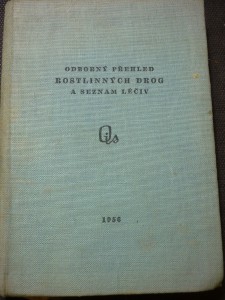 ODBORNÝ PŘEHLED
ROSTLINNÝCH DROG
A SEZNAM LÉČIV
1956